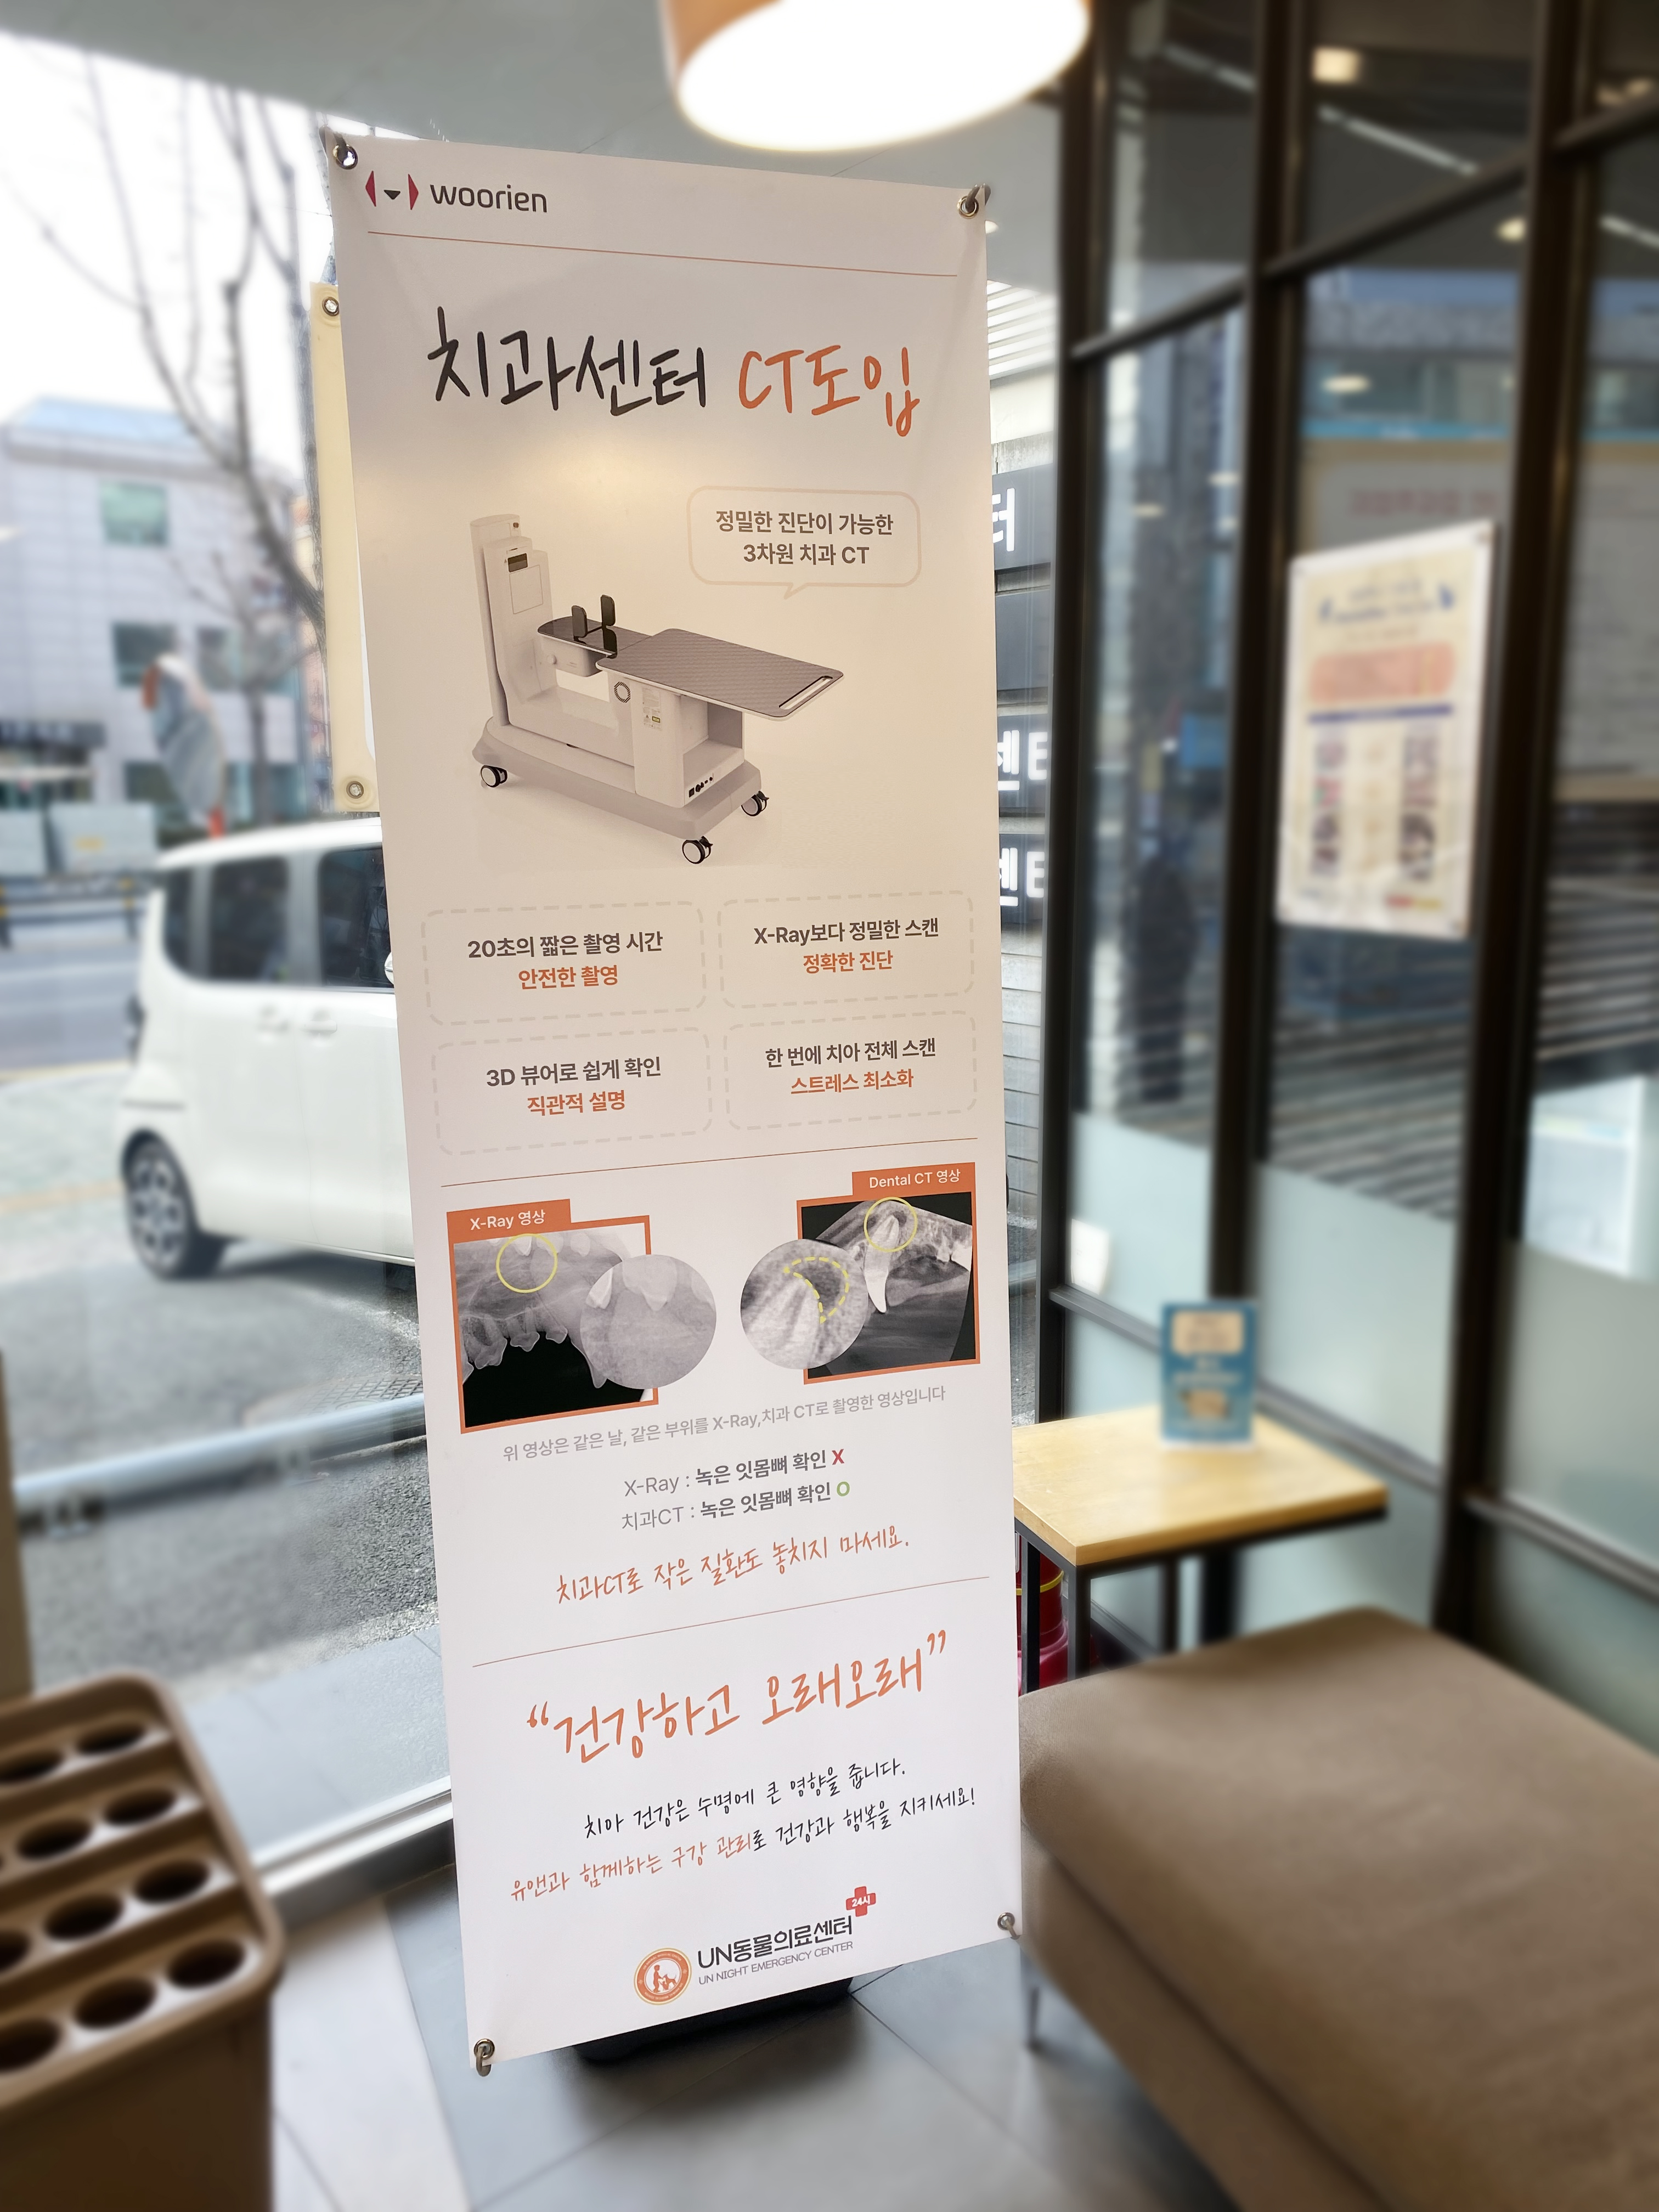 woorien
치과센터 CT도입
정밀한 진단이 가능한
3차원 치과 CT
20초의 짧은 촬영 시간
안전한 촬영
X-Ray보다 정밀한 스캔
정확한 진단
3D 뷰어로 쉽게 확인
직관적 설명
한 번에 치아 전체 스캔
스트레스 최소화
X-Ray 영상
Dental CT 영상
위 영상은 같은 날, 같은 부위를 X-Ray,치과 CT로 촬영한 영상입니다
X-Ray : 녹은 잇몸뼈 확인 X
치과CT : 녹은 잇몸뼈 확인 O
치과CT로 작은 질환도 놓치지 마세요.
“건강하고 오래오래”
치아 건강은 수명에 큰 영향을 줍니다.
유앤과 함께하는 구강 관리로 건강과 행복을 지키세요!
24시
UN동물의료센터
UN NIGHT EMERGENCY CENTER
터
센터
센터